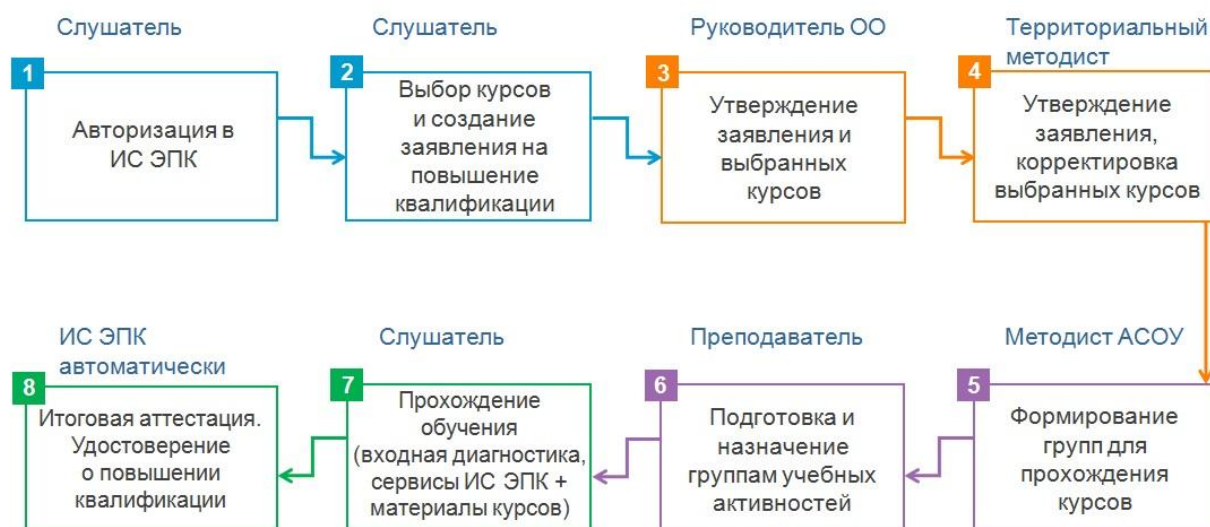 Слушатель
1
Авторизация в
ИС ЭПК
Слушатель
2
Выбор курсов
и создание
заявления на
повышение
квалификации
Руководитель ОО
3
Утверждение
заявления и
выбранных
курсов
Территориальный
методист
4
Утверждение
заявления,
корректировка
выбранных курсов
Методист АСОУ
5
Формирование
групп для
прохождения
курсов
Преподаватель
6
Подготовка и
назначение
группам учебных
активностей
Слушатель
7
Прохождение
обучения
(входная диагностика,
сервисы ИС ЭПК +
материалы курсов)
ИС ЭПК
автоматически
8
Итоговая аттестация.
Удостоверение
о повышении
квалификации